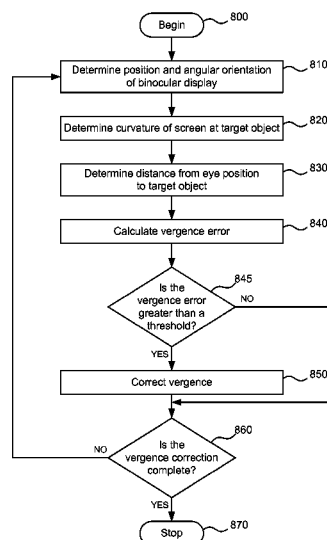 Begin
800
Determine position and angular orientation
of binocular display
810
Determine curvature of screen at target object
820
Determine distance from eye position
to target object
830
Calculate vergence error
840
Is the
vergence error
greater than a
threshold?
845
NO
YES
Correct vergence
850
Is the
vergence correction
complete?
860
NO
YES
Stop
870